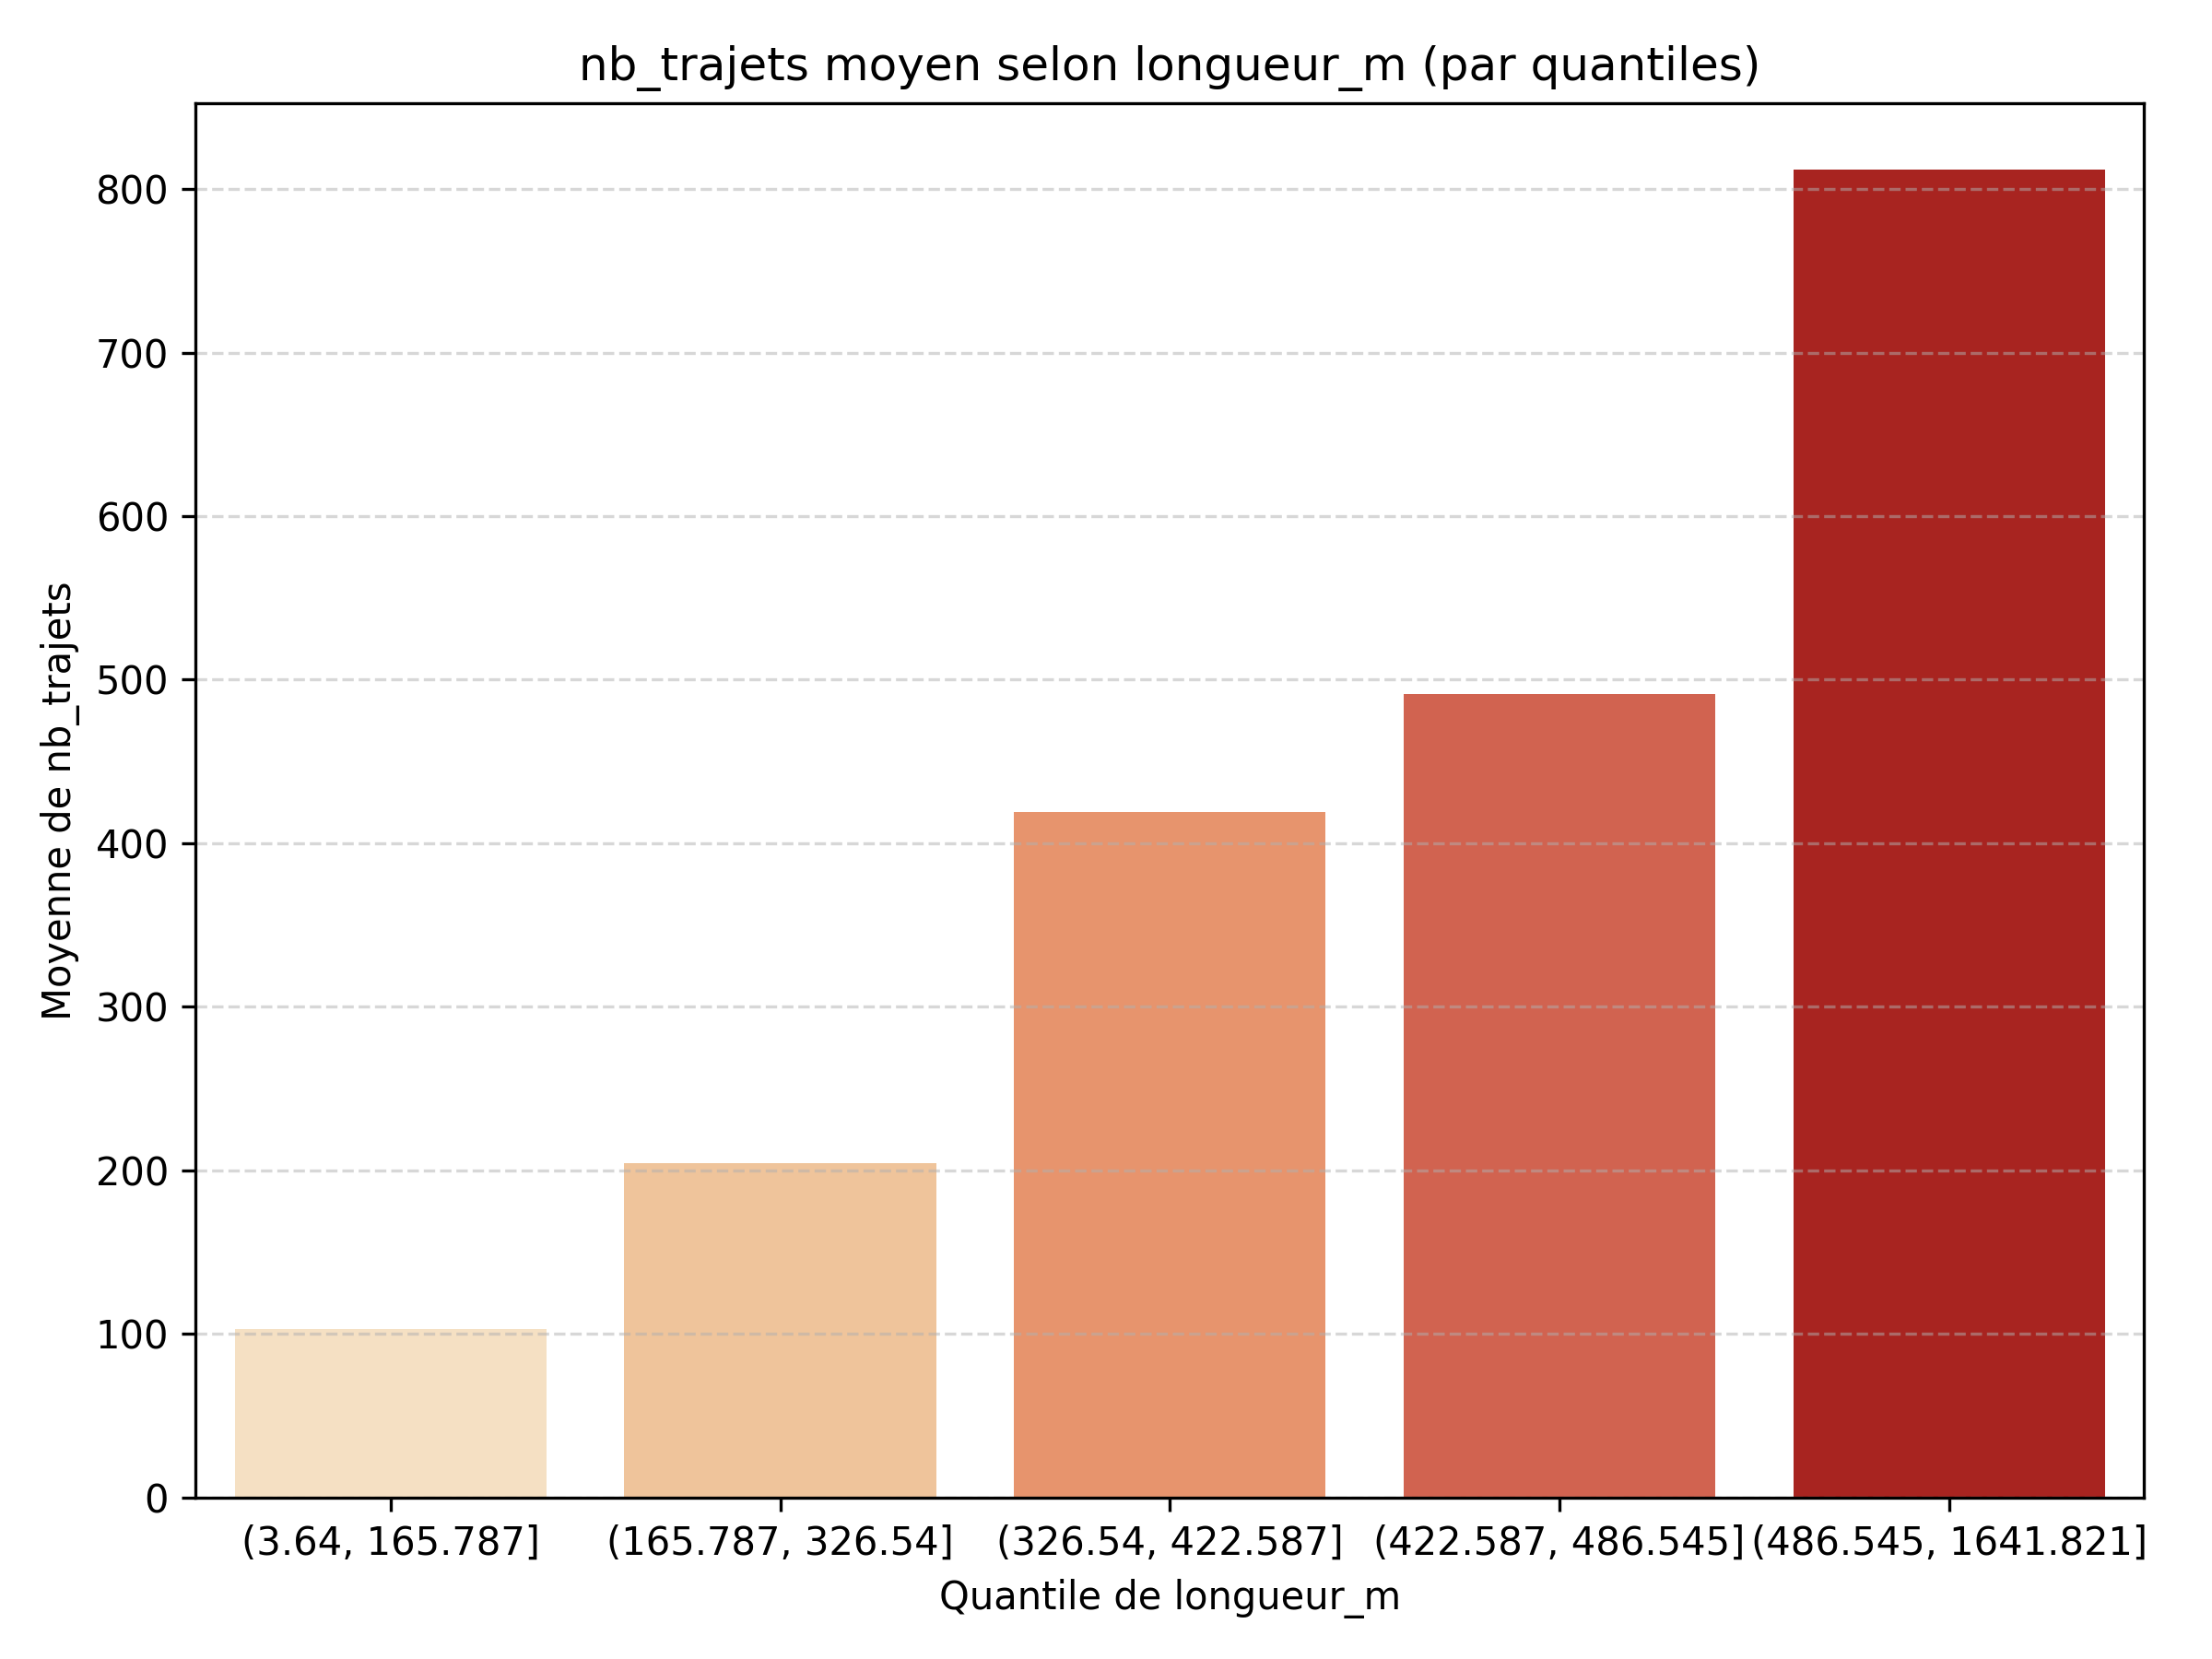 nb_trajets moyen selon longueur_m (par quantiles)
Moyenne de nb_trajets
800
700
600
500
400
300
200
100
0
(3.64, 165.787] (165.787, 326.54] (326.54, 422.587] (422.587, 486.545] (486.545, 1641.821]
Quantile de longueur_m